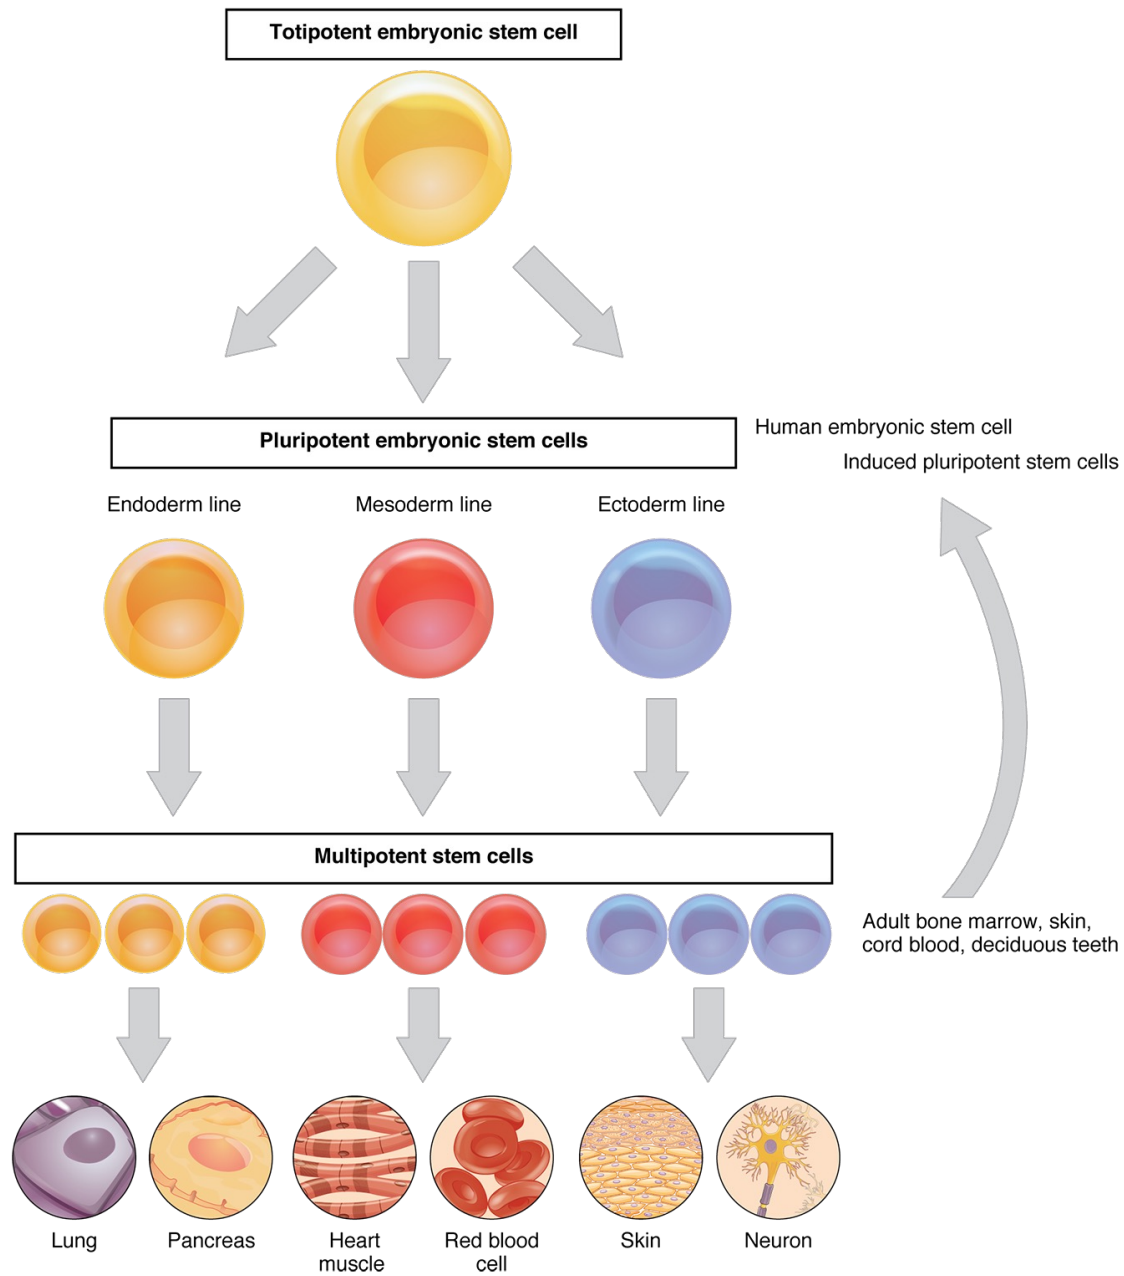 Totipotent embryonic stem cell
Pluripotent embryonic stem cells
Human embryonic stem cell
Induced pluripotent stem cells
Endoderm line
Mesoderm line
Ectoderm line
Multipotent stem cells
Adult bone marrow, skin,
cord blood, deciduous teeth
Lung
Pancreas
Heart
muscle
Red blood
cell
Skin
Neuron